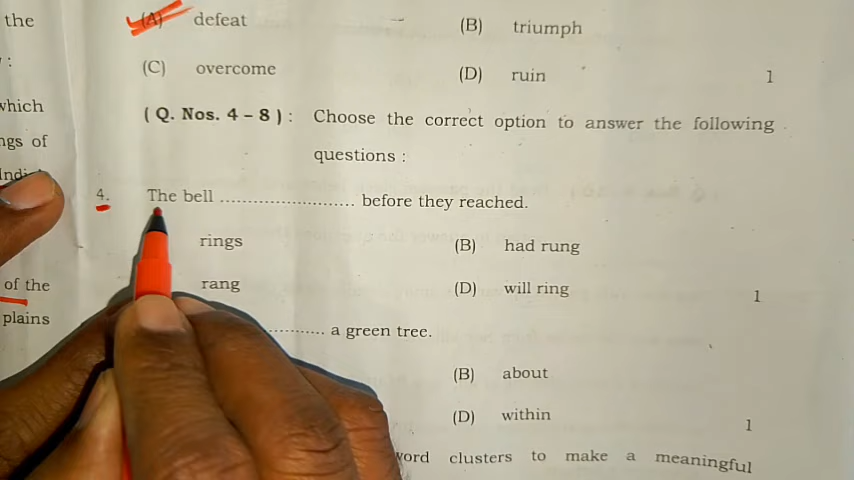 the
(A) defeat (B) triumph
:
(C) overcome (D) ruin 1
which
( Q. Nos. 4 – 8 ) : Choose the correct option to answer the following
ngs of
questions :
4. The bell ........................... before they reached.
rings (B) had rung
of the rang (D) will ring 1
plains
............ a green tree.
(B) about
(D) within 1
word clusters to make a meaningful